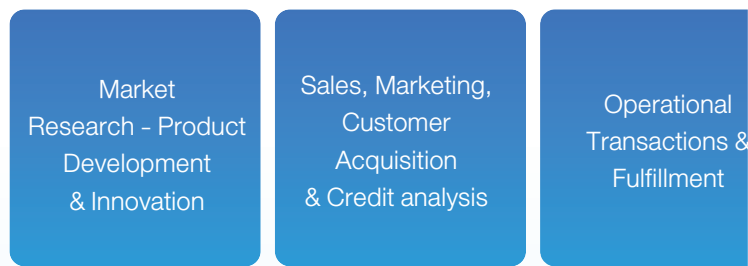 Market
Research - Product
Development
& Innovation
Sales, Marketing,
Customer
Acquisition
& Credit analysis
Operational
Transactions &
Fulfillment